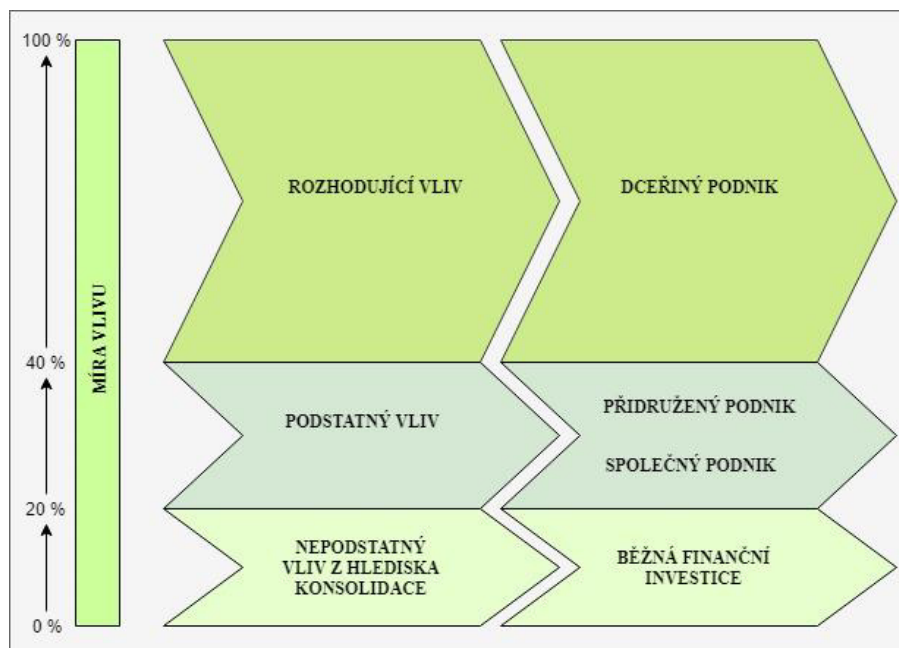 100 %
ROZHODUJÍCÍ VLIV
DCEŘINÝ PODNIK
MÍRA VLIVU
40 %
PODSTATNÝ VLIV
PŘIDRUŽENÝ PODNIK
SPOLEČNÝ PODNIK
20 %
NEPODSTATNÝ
VLIV Z HLEDISKA
KONSOLIDACE
BĚŽNÁ FINANČNÍ
INVESTICE
0 %